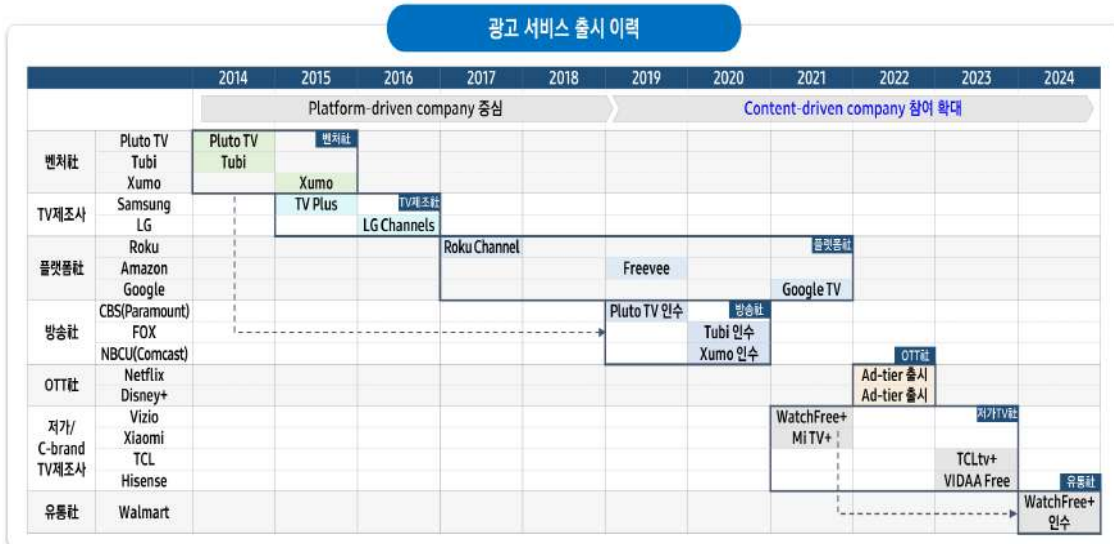 광고 서비스 출시 이력
2014 2015 2016 2017 2018 2019 2020 2021 2022 2023 2024
Platform-driven company 중심 Content-driven company 참여 확대
벤처社 Pluto TV Pluto TV 벤처社
Tubi Tubi
Xumo Xumo
TV제조사 Samsung TV Plus TV제조社
LG LG Channels
플랫폼社 Roku Roku Channel 플랫폼社
Amazon Freevee
Google Google TV
방송社 CBS(Paramount) Pluto TV 인수 방송社
FOX Tubi 인수
NBCU(Comcast) Xumo 인수 OTT社
OTT社 Netflix Ad-tier 출시
Disney+ Ad-tier 출시
저가/
C-brand
TV제조사
Vizio WatchFree+ 저가TV社
Xiaomi Mi TV+
TCL TCLtv+
Hisense VIDAA Free 유통社
유통社 Walmart WatchFree+
인수